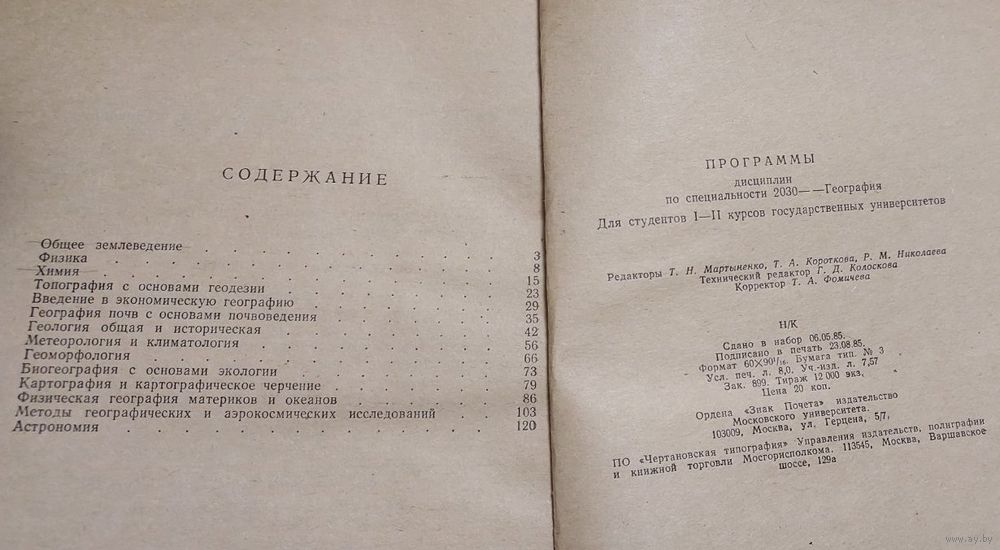 СОДЕРЖАНИЕ
Общее землеведение . . . . . . . . . . . 3
Физика . . . . . . . . . . . 8
Химия . . . . . . . . . . . 15
Топография с основами геодезии . . . . . . . . 23
Введение в экономическую географию . . . . . . . 29
География почв с основами почвоведения . . . . . . 35
Геология общая и историческая . . . . . . . . 42
Метеорология и климатология . . . . . . . . 56
Геоморфология . . . . . . . . . . . 66
Биогеография с основами экологии . . . . . . . 73
Картография и картографическое черчение . . . . . . 79
Физическая география материков и океанов . . . . . 86
Методы географических и аэрокосмических исследований . . 103
Астрономия . . . . . . . . . . . 120
ПРОГРАММЫ
дисциплин
по специальности 2030— —География
Для студентов I—II курсов государственных университетов
Редакторы Т. Н. Мартыненко, Т. А. Короткова, Р. М. Николаева
Технический редактор Г. Д. Колоскова
Корректор Т. А. Фомичева
Н/К
Сдано в набор 06.05.85.
Подписано в печать 23.08.85.
Формат 60×90¹/₁₆. Бумага тип. № 3
Усл. печ. л. 8,0. Уч.-изд. л. 7,57
Зак. 899. Тираж 12 000 экз.
Цена 20 коп.
Ордена «Знак Почета» издательство
Московского университета.
103009, Москва, ул. Герцена, 5/7,
ПО «Чертановская типография» Управления издательств, полиграфии
и книжной торговли Мосгорисполкома. 113545, Москва, Варшавское
шоссе, 129а
www.ay.by